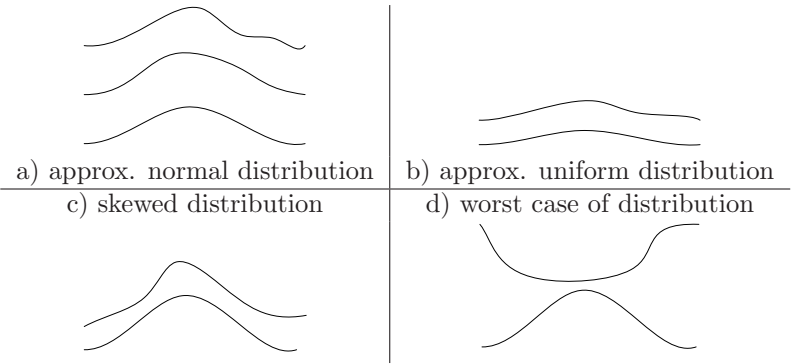 a) approx. normal distribution
b) approx. uniform distribution
c) skewed distribution
d) worst case of distribution